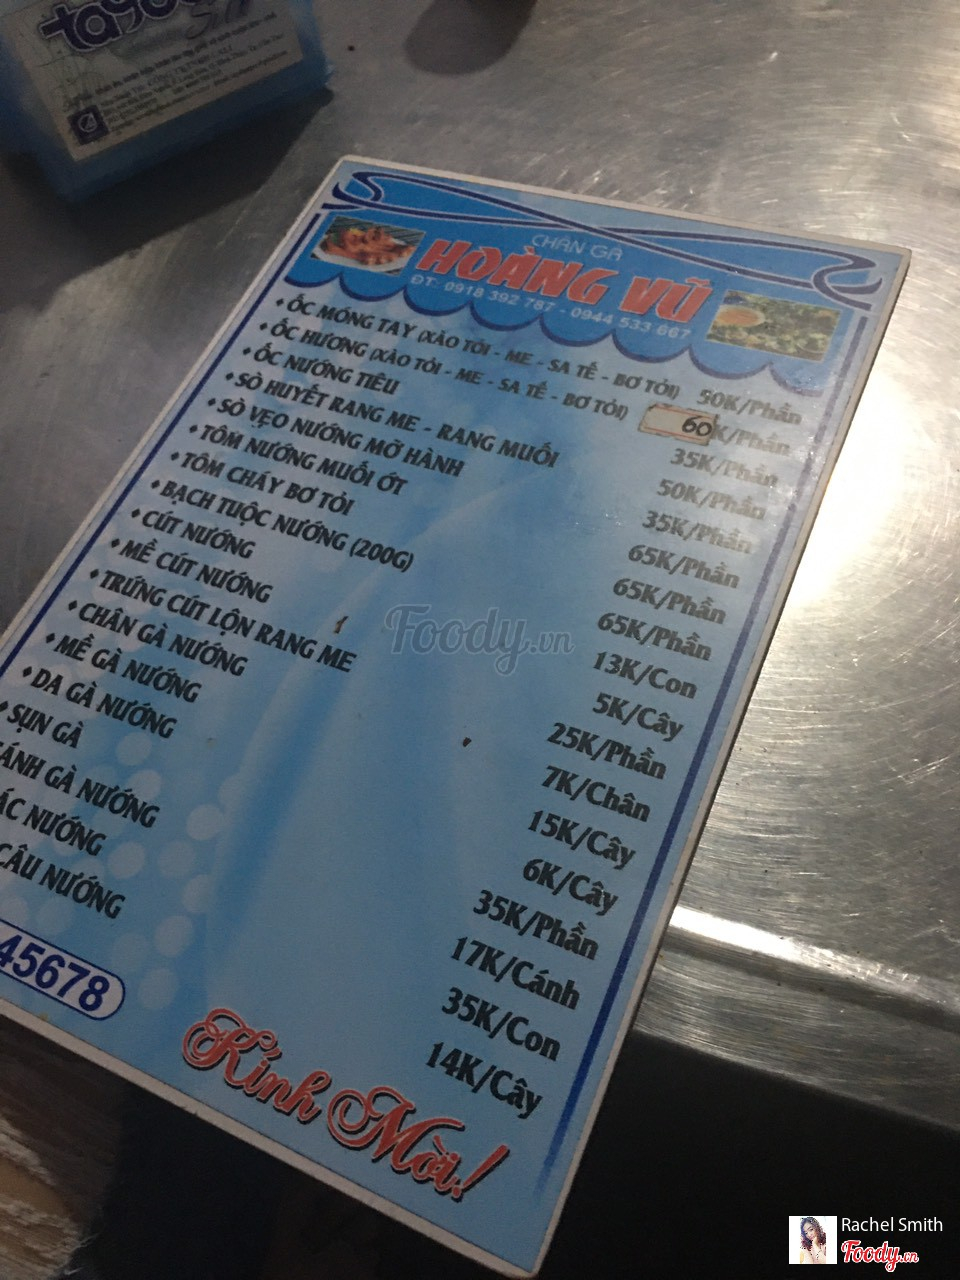 CHÂN GÀ
HOÀNG VŨ
ĐT: 0918 392 787 - 0944 533 667
ỐC MÓNG TAY (XÀO TỎI - ME - SA TẾ - BƠ TỎI) 50K/Phần
ỐC HƯƠNG (XÀO TỎI - ME - SA TẾ - BƠ TỎI) 60K/Phần
ỐC NƯỚNG TIÊU 35K/Phần
SÒ HUYẾT RANG ME - RANG MUỐI 50K/Phần
SÒ VẸO NƯỚNG MỠ HÀNH 35K/Phần
TÔM NƯỚNG MUỐI ỚT 65K/Phần
TÔM CHÁY BƠ TỎI 65K/Phần
BẠCH TUỘC NƯỚNG (200G) 65K/Phần
CÚT NƯỚNG 13K/Con
MỀ CÚT NƯỚNG 5K/Cây
TRỨNG CÚT LỘN RANG ME 25K/Phần
CHÂN GÀ NƯỚNG 7K/Chân
MỀ GÀ NƯỚNG 15K/Cây
DA GÀ NƯỚNG 6K/Cây
SỤN GÀ 35K/Phần
ÁNH GÀ NƯỚNG 17K/Cánh
ÁC NƯỚNG 35K/Con
CÂU NƯỚNG 14K/Cây
45678
Kính Mời!
Foody.vn
Rachel Smith
Foody.vn